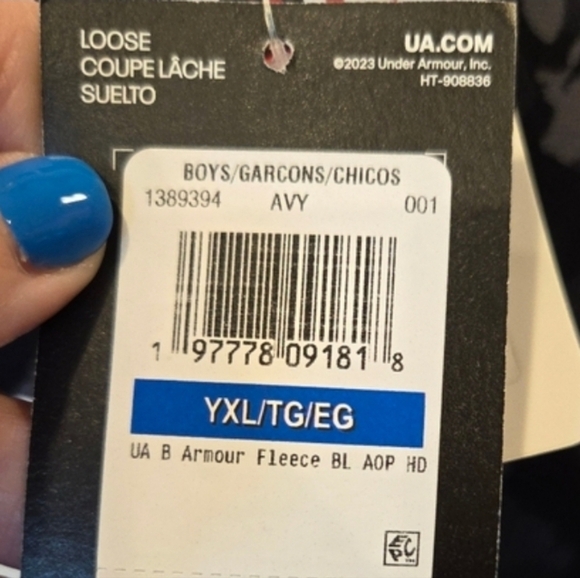 LOOSE
COUPE LÂCHE
SUELTO
UA.COM
©2023 Under Armour, Inc.
HT-908836
BOYS/GARCONS/CHICOS
1389394 AVY 001
1 97778 09181 8
YXL/TG/EG
UA B Armour Fleece BL AOP HD
EPC